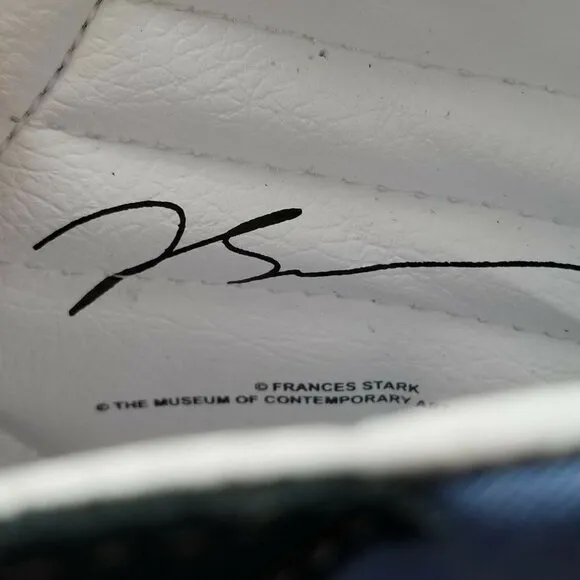 © FRANCES STARK
© THE MUSEUM OF CONTEMPORARY